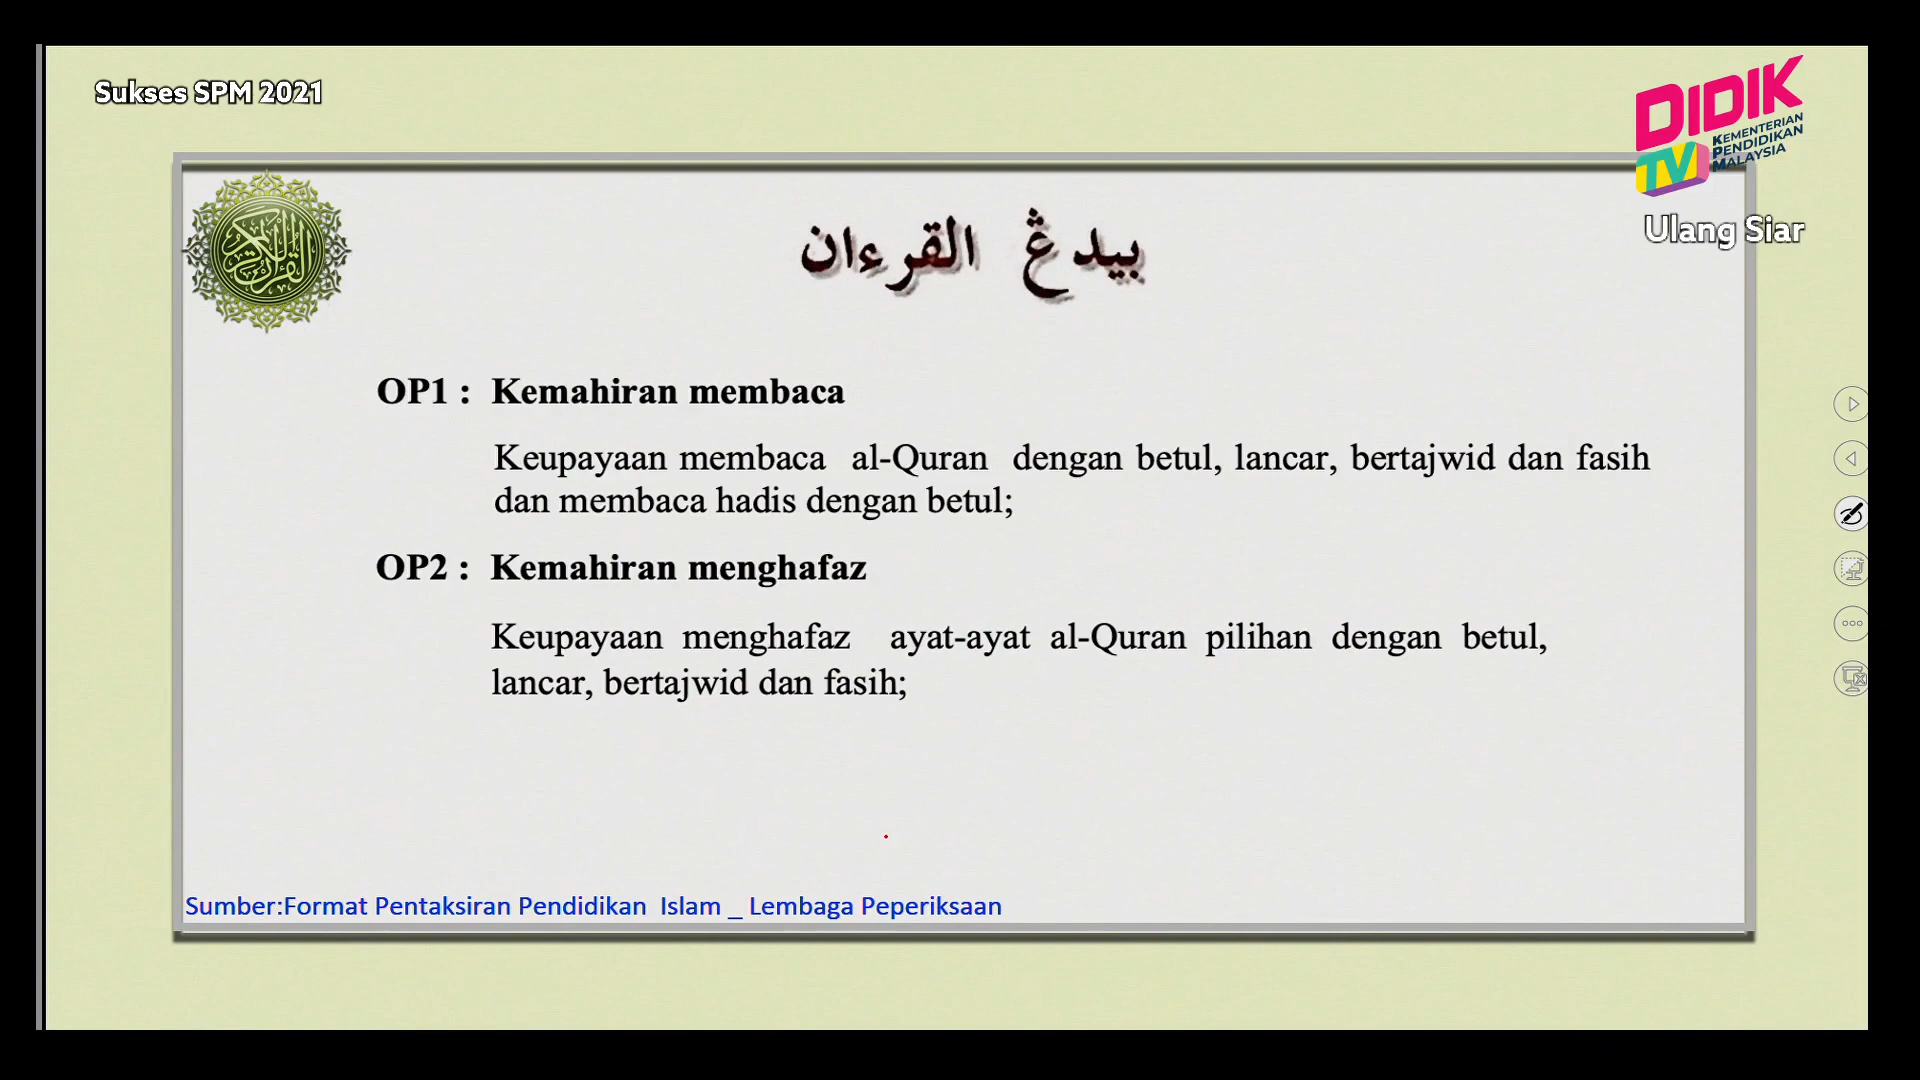 Sukses SPM 2021
DIDIK
TV
KEMENTERIAN
PENDIDIKAN
MALAYSIA
Ulang Siar
بيدڠ القرءان
القرآن الكريم
OP1 : Kemahiran membaca
Keupayaan membaca al-Quran dengan betul, lancar, bertajwid dan fasih
dan membaca hadis dengan betul;
OP2 : Kemahiran menghafaz
Keupayaan menghafaz ayat-ayat al-Quran pilihan dengan betul,
lancar, bertajwid dan fasih;
Sumber:Format Pentaksiran Pendidikan Islam _ Lembaga Peperiksaan